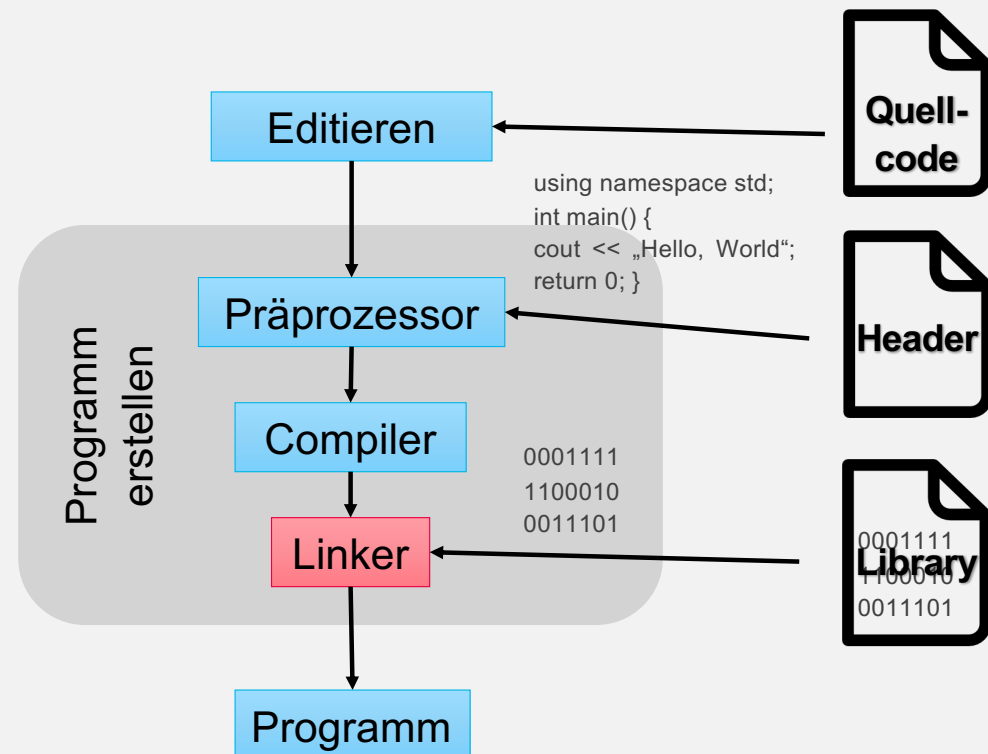 Quell-
code
Editieren
using namespace std;
int main() {
cout << „Hello, World“;
return 0; }
Präprozessor
Header
Programm
erstellen
Compiler
0001111
1100010
0011101
Linker
Library
0001111
1100010
0011101
Programm